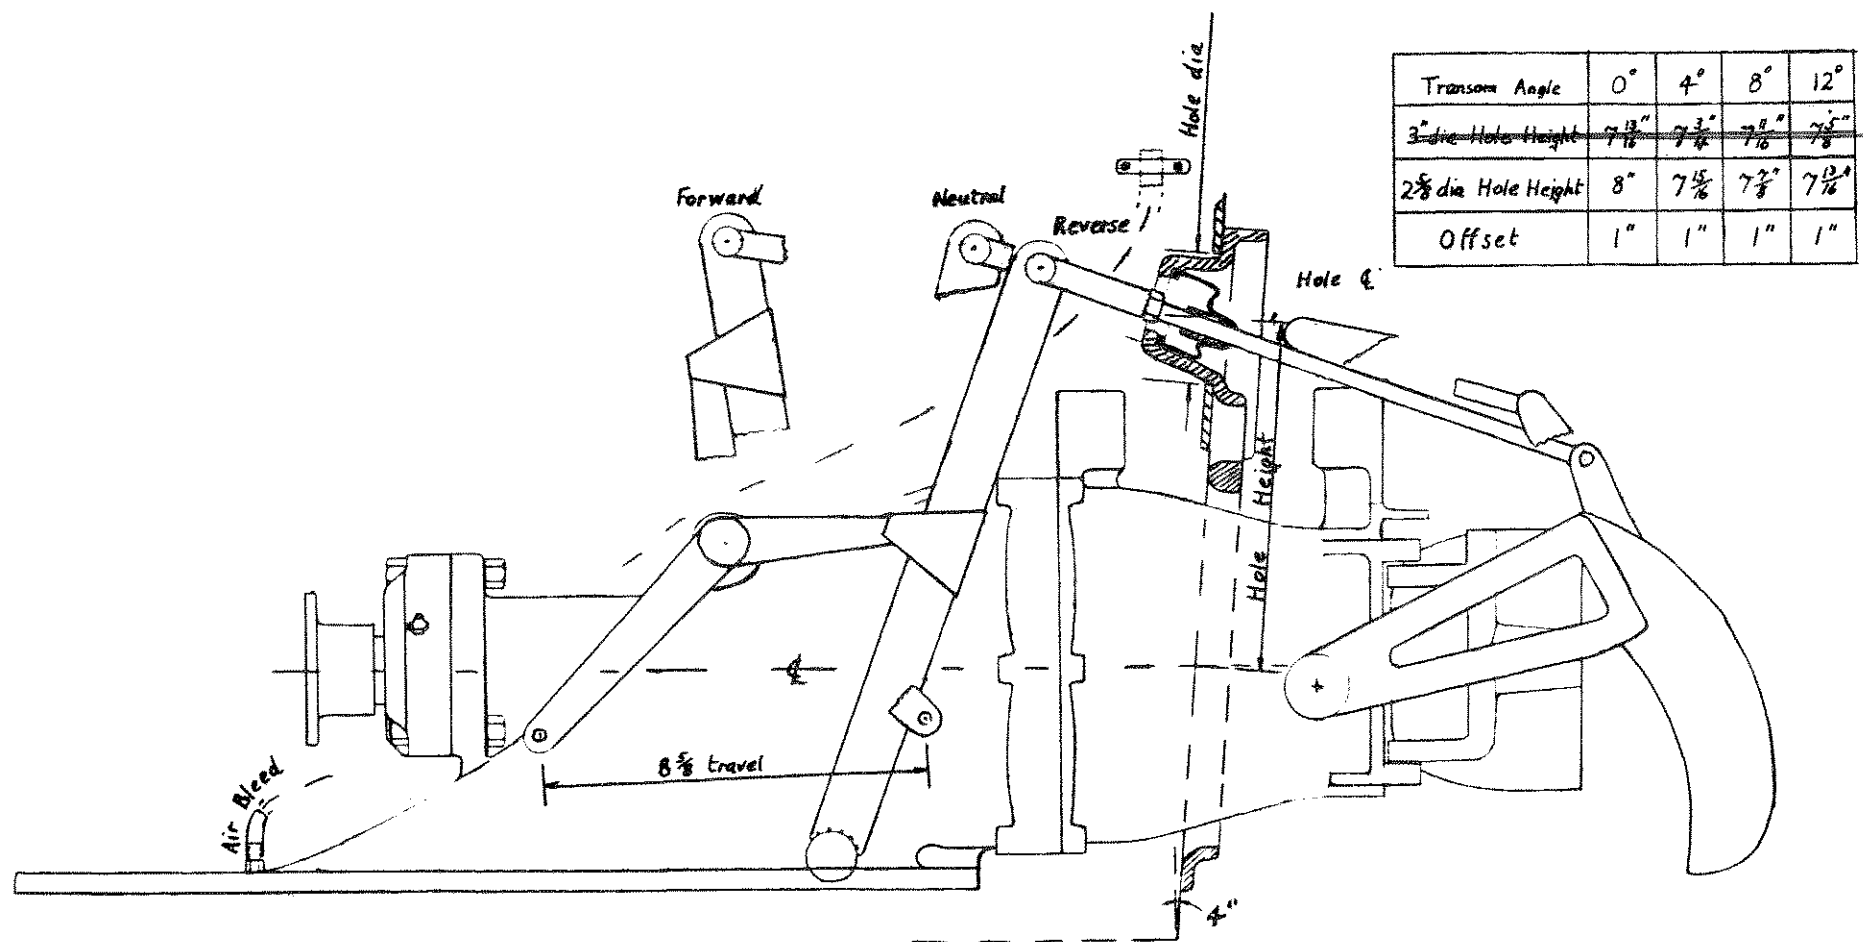 Transom Angle 0° 4° 8° 12°
3" dia Hole Height 7 13/16" 7 3/4" 7 11/16" 7 5/8"
2 5/8 dia Hole Height 8" 7 15/16 7 7/8" 7 13/16"
Offset 1" 1" 1" 1"
Hole dia
Forward
Neutral
Reverse
Hole ℄
Hole Height
℄
8 5/8 travel
Air Bleed
4"